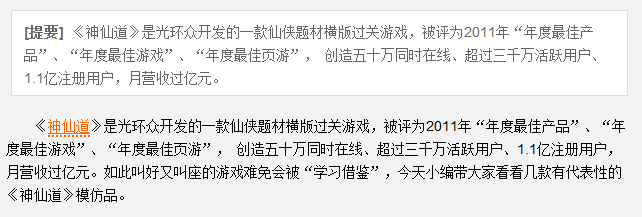 [提要] 《神仙道》是光环众开发的一款仙侠题材横版过关游戏，被评为2011年“年度最佳产
品”、“年度最佳游戏”、“年度最佳页游”， 创造五十万同时在线、超过三千万活跃用户、
1.1亿注册用户，月营收过亿元。
《神仙道》是光环众开发的一款仙侠题材横版过关游戏，被评为2011年“年度最佳产品”、“年
度最佳游戏”、“年度最佳页游”， 创造五十万同时在线、超过三千万活跃用户、1.1亿注册用户，
月营收过亿元。如此叫好又叫座的游戏难免会被“学习借鉴”，今天小编带大家看看几款有代表性的
《神仙道》模仿品。